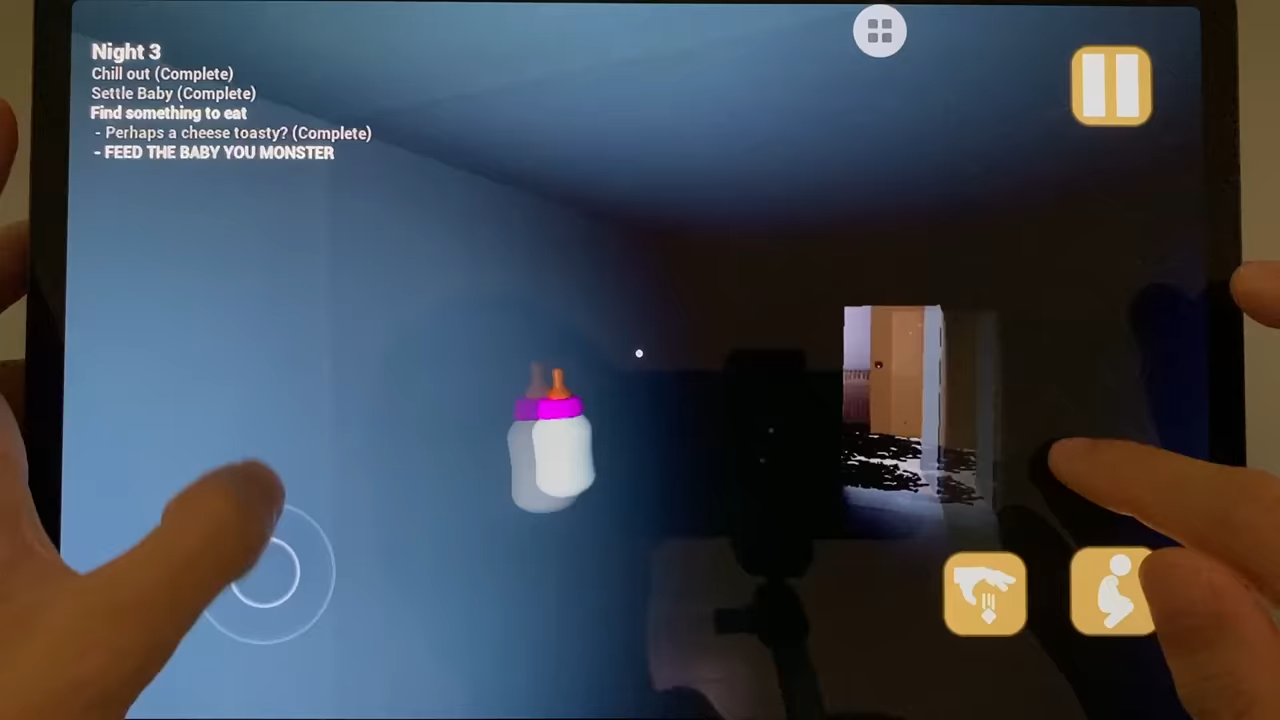 Night 3
Chill out (Complete)
Settle Baby (Complete)
Find something to eat
- Perhaps a cheese toasty? (Complete)
- FEED THE BABY YOU MONSTER